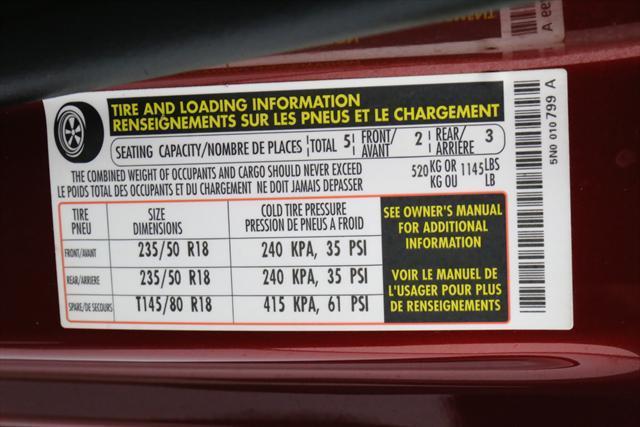 TIRE AND LOADING INFORMATION
RENSEIGNEMENTS SUR LES PNEUS ET LE CHARGEMENT
SEATING CAPACITY/NOMBRE DE PLACES TOTAL 5 FRONT/AVANT 2 REAR/ARRIÈRE 3
THE COMBINED WEIGHT OF OCCUPANTS AND CARGO SHOULD NEVER EXCEED 520 KG OR 1145 LBS
LE POIDS TOTAL DES OCCUPANTS ET DU CHARGEMENT NE DOIT JAMAIS DEPASSER KG OU LB
TIRE SIZE COLD TIRE PRESSURE
PNEU DIMENSIONS PRESSION DE PNEUS A FROID
FRONT/AVANT 235/50 R18 240 KPA, 35 PSI
REAR/ARRIERE 235/50 R18 240 KPA, 35 PSI
SPARE/DE SECOURS T145/80 R18 415 KPA, 61 PSI
SEE OWNER'S MANUAL
FOR ADDITIONAL
INFORMATION
VOIR LE MANUEL DE
L'USAGER POUR PLUS
DE RENSEIGNEMENTS
5N0 010 799 A